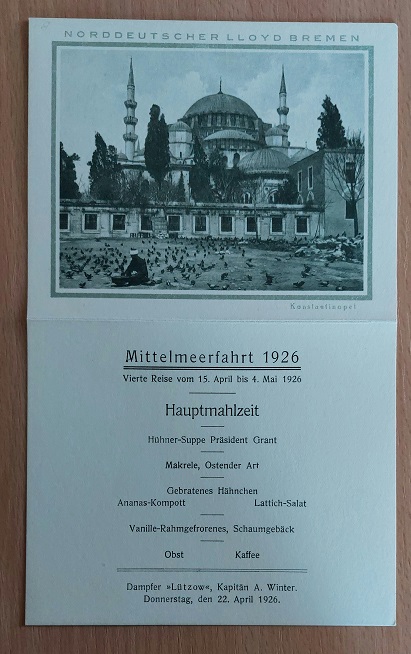 NORDDEUTSCHER LLOYD BREMEN
Konstantinopel
Mittelmeerfahrt 1926
Vierte Reise vom 15. April bis 4. Mai 1926
Hauptmahlzeit
Hühner-Suppe Präsident Grant
Makrele, Ostender Art
Gebratenes Hähnchen
Ananas-Kompott Lattich-Salat
Vanille-Rahmgefrorenes, Schaumgebäck
Obst Kaffee
Dampfer »Lützow«, Kapitän A. Winter.
Donnerstag, den 22. April 1926.